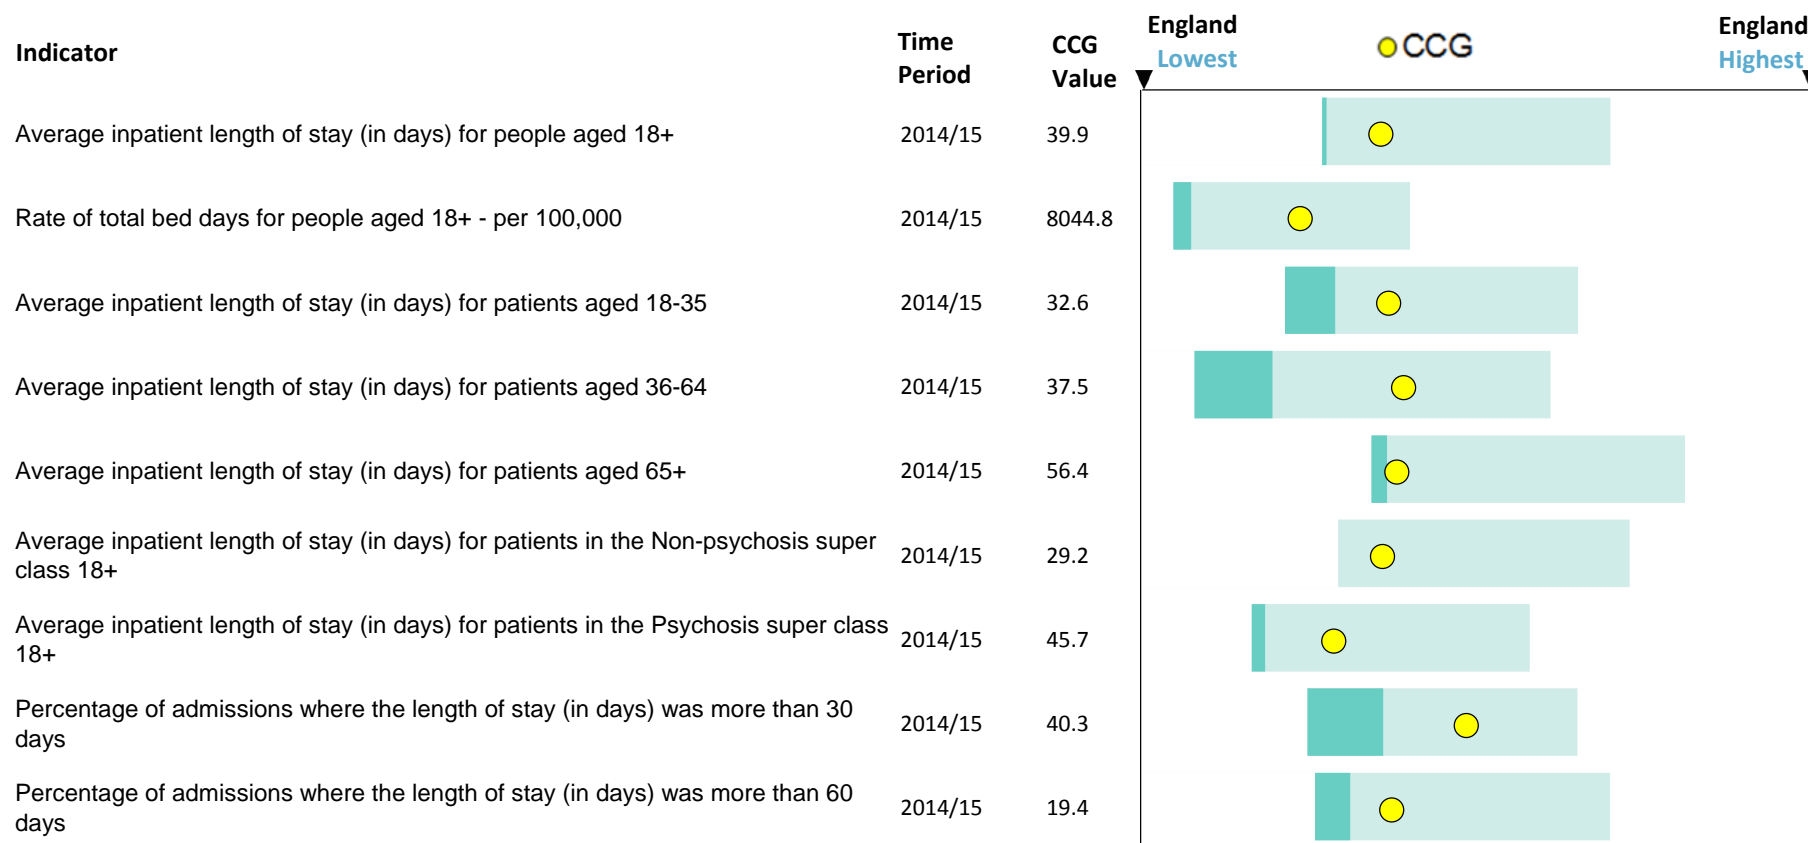 Indicator
Time
Period
CCG
Value
England
Lowest
CCG
England
Highest
Average inpatient length of stay (in days) for people aged 18+ 2014/15 39.9
Rate of total bed days for people aged 18+ - per 100,000 2014/15 8044.8
Average inpatient length of stay (in days) for patients aged 18-35 2014/15 32.6
Average inpatient length of stay (in days) for patients aged 36-64 2014/15 37.5
Average inpatient length of stay (in days) for patients aged 65+ 2014/15 56.4
Average inpatient length of stay (in days) for patients in the Non-psychosis super
class 18+
2014/15 29.2
Average inpatient length of stay (in days) for patients in the Psychosis super class
18+
2014/15 45.7
Percentage of admissions where the length of stay (in days) was more than 30
days
2014/15 40.3
Percentage of admissions where the length of stay (in days) was more than 60
days
2014/15 19.4